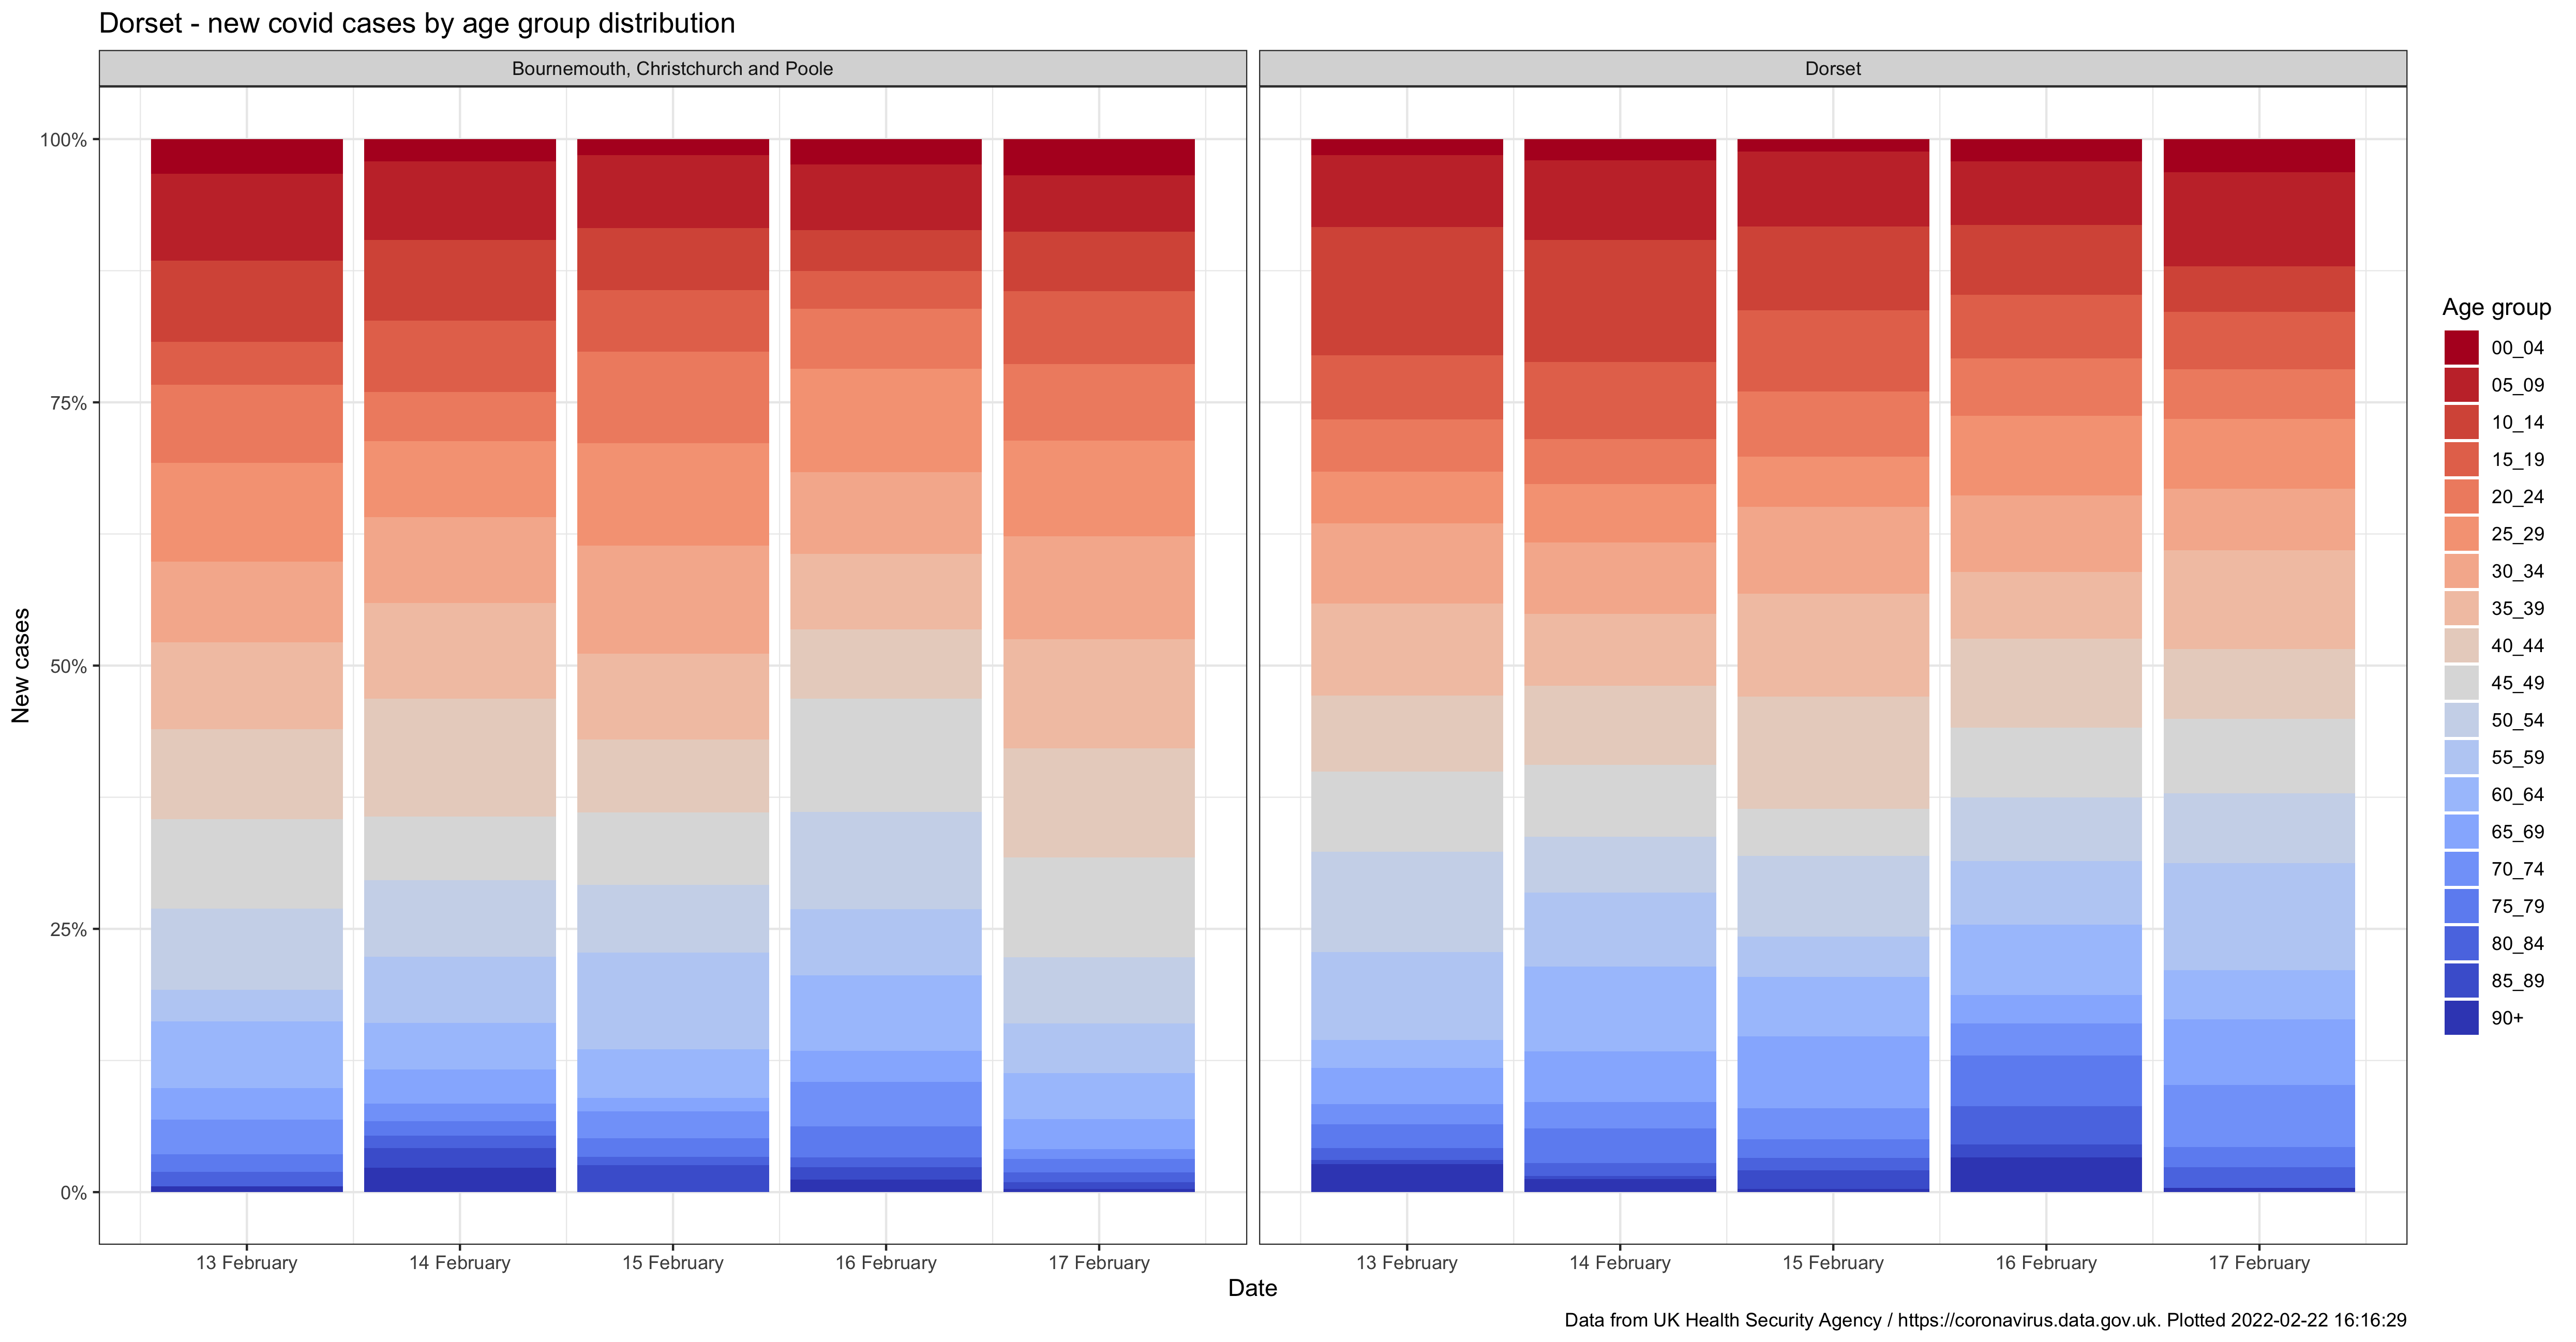 Dorset - new covid cases by age group distribution
Bournemouth, Christchurch and Poole
Dorset
New cases
100%
75%
50%
25%
0%
13 February
14 February
15 February
16 February
17 February
13 February
14 February
15 February
16 February
17 February
Date
Age group
00_04
05_09
10_14
15_19
20_24
25_29
30_34
35_39
40_44
45_49
50_54
55_59
60_64
65_69
70_74
75_79
80_84
85_89
90+
Data from UK Health Security Agency / https://coronavirus.data.gov.uk. Plotted 2022-02-22 16:16:29